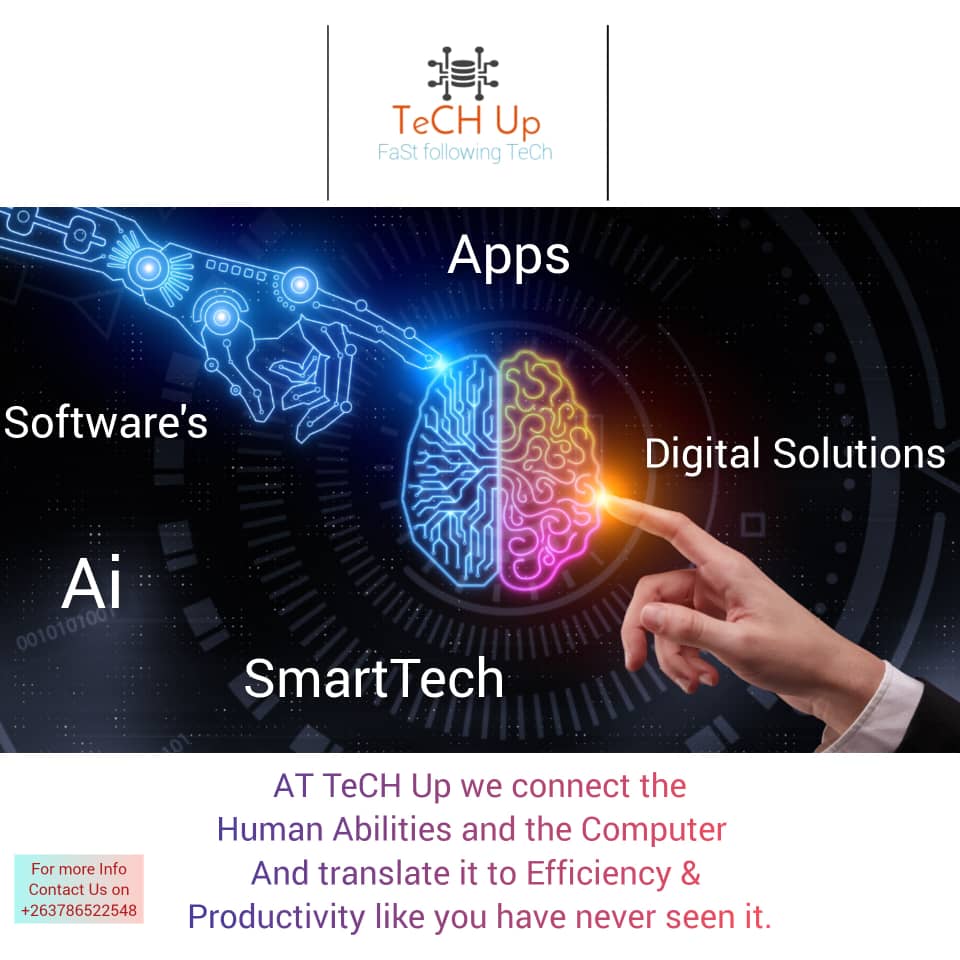 TeCH Up
FaSt following TeCh
Apps
Software's
Digital Solutions
Ai
0010101001
SmartTech
101
AT TeCH Up we connect the
Human Abilities and the Computer
And translate it to Efficiency &
Productivity like you have never seen it.
For more Info
Contact Us on
+263786522548